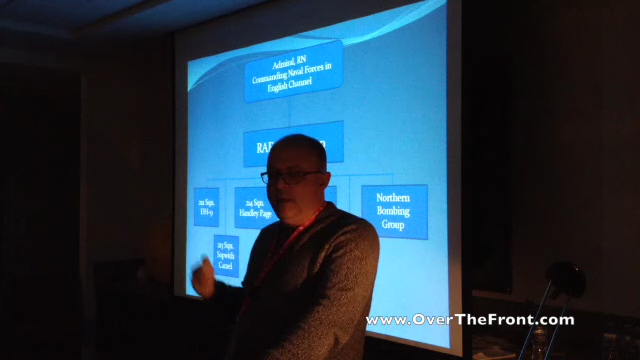 Admiral, RN
Commanding Naval Forces in
English Channel
RAF
Sqn.
DH-9
214 Sqn.
Handley Page
Northern
Bombing
Group
213 Sqn.
Sopwith
Camel
www.OverTheFront.com